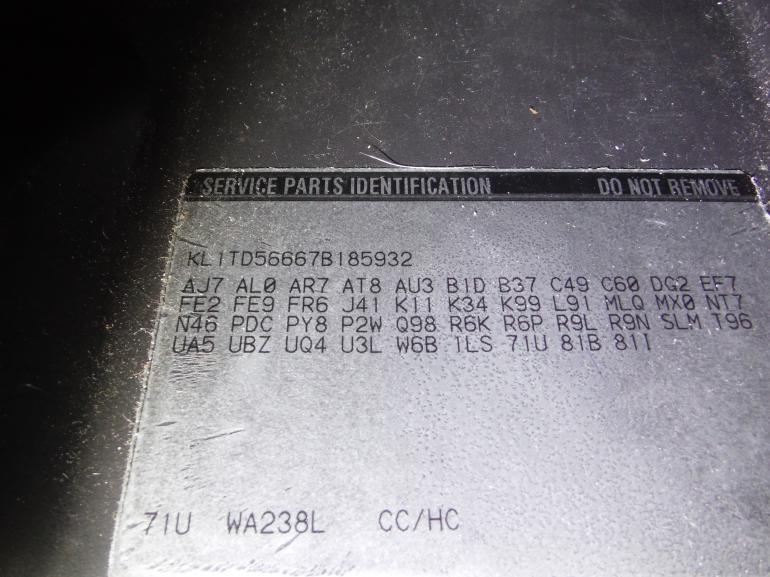 SERVICE PARTS IDENTIFICATION DO NOT REMOVE
KL1TD56667B185932
AJ7 AL0 AR7 AT8 AU3 B1D B37 C49 C60 DG2 EF7
FE2 FE9 FR6 J41 K11 K34 K99 L91 MLQ MX0 NT7
N46 PDC PY8 P2W Q98 R6K R6P R9L R9N SLM T96
UA5 UBZ UQ4 U3L W6B 1LS 71U 81B 81I
71U WA238L CC/HC